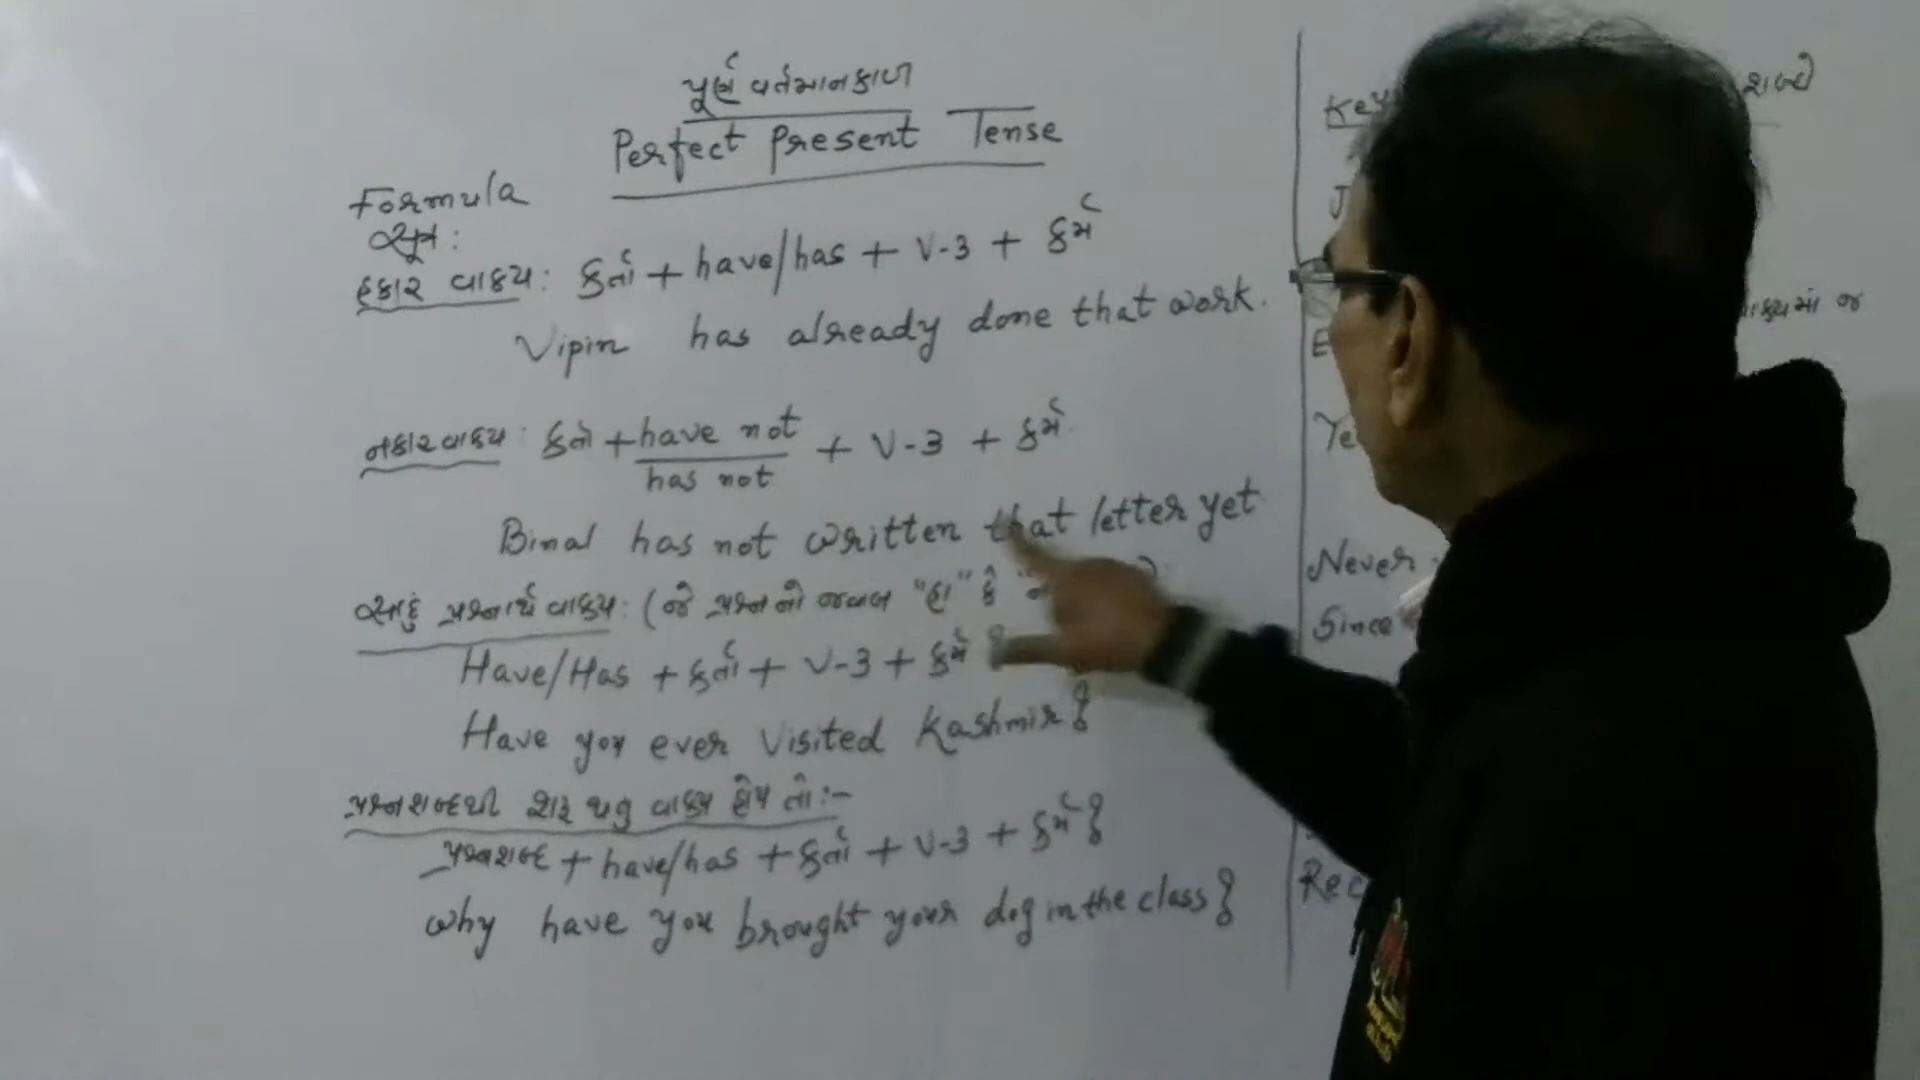 પૂર્ણ વર્તમાનકાળ
Perfect Present Tense
Formula
સૂત્ર :
હકાર વાક્ય : કર્તા + have/has + V-3 + કર્મ
Vipin has already done that work.
નકાર વાક્ય : કર્તા + have not / has not + V-3 + કર્મ
Binal has not written that letter yet
સાદું પ્રશ્નાર્થ વાક્ય : (જે પ્રશ્નનો જવાબ "હા" કે
Have/Has + કર્તા + V-3 + કર્મ ?
Have you ever visited Kashmir?
પ્રશ્નશબ્દથી શરૂ થતું વાક્ય હોય તો :-
પ્રશ્નશબ્દ + have/has + કર્તા + V-3 + કર્મ ?
Why have you brought your dog in the class?
શબ્દો
વાક્યમાં જ
Never
Since